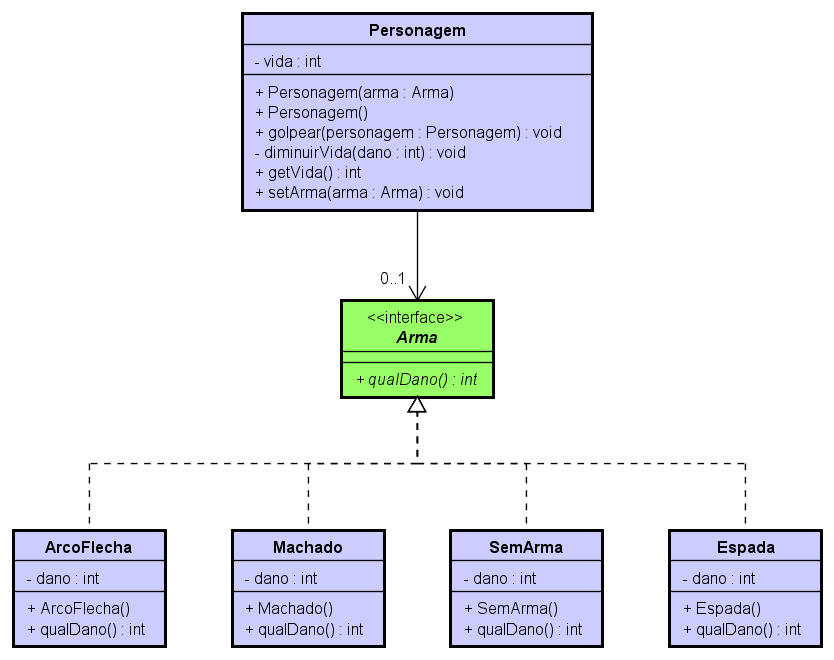 Personagem
- vida : int
+ Personagem(arma : Arma)
+ Personagem()
+ golpear(personagem : Personagem) : void
- diminuirVida(dano : int) : void
+ getVida() : int
+ setArma(arma : Arma) : void
0..1
<<interface>>
Arma
+ qualDano() : int
ArcoFlecha
- dano : int
+ ArcoFlecha()
+ qualDano() : int
Machado
- dano : int
+ Machado()
+ qualDano() : int
SemArma
- dano : int
+ SemArma()
+ qualDano() : int
Espada
- dano : int
+ Espada()
+ qualDano() : int